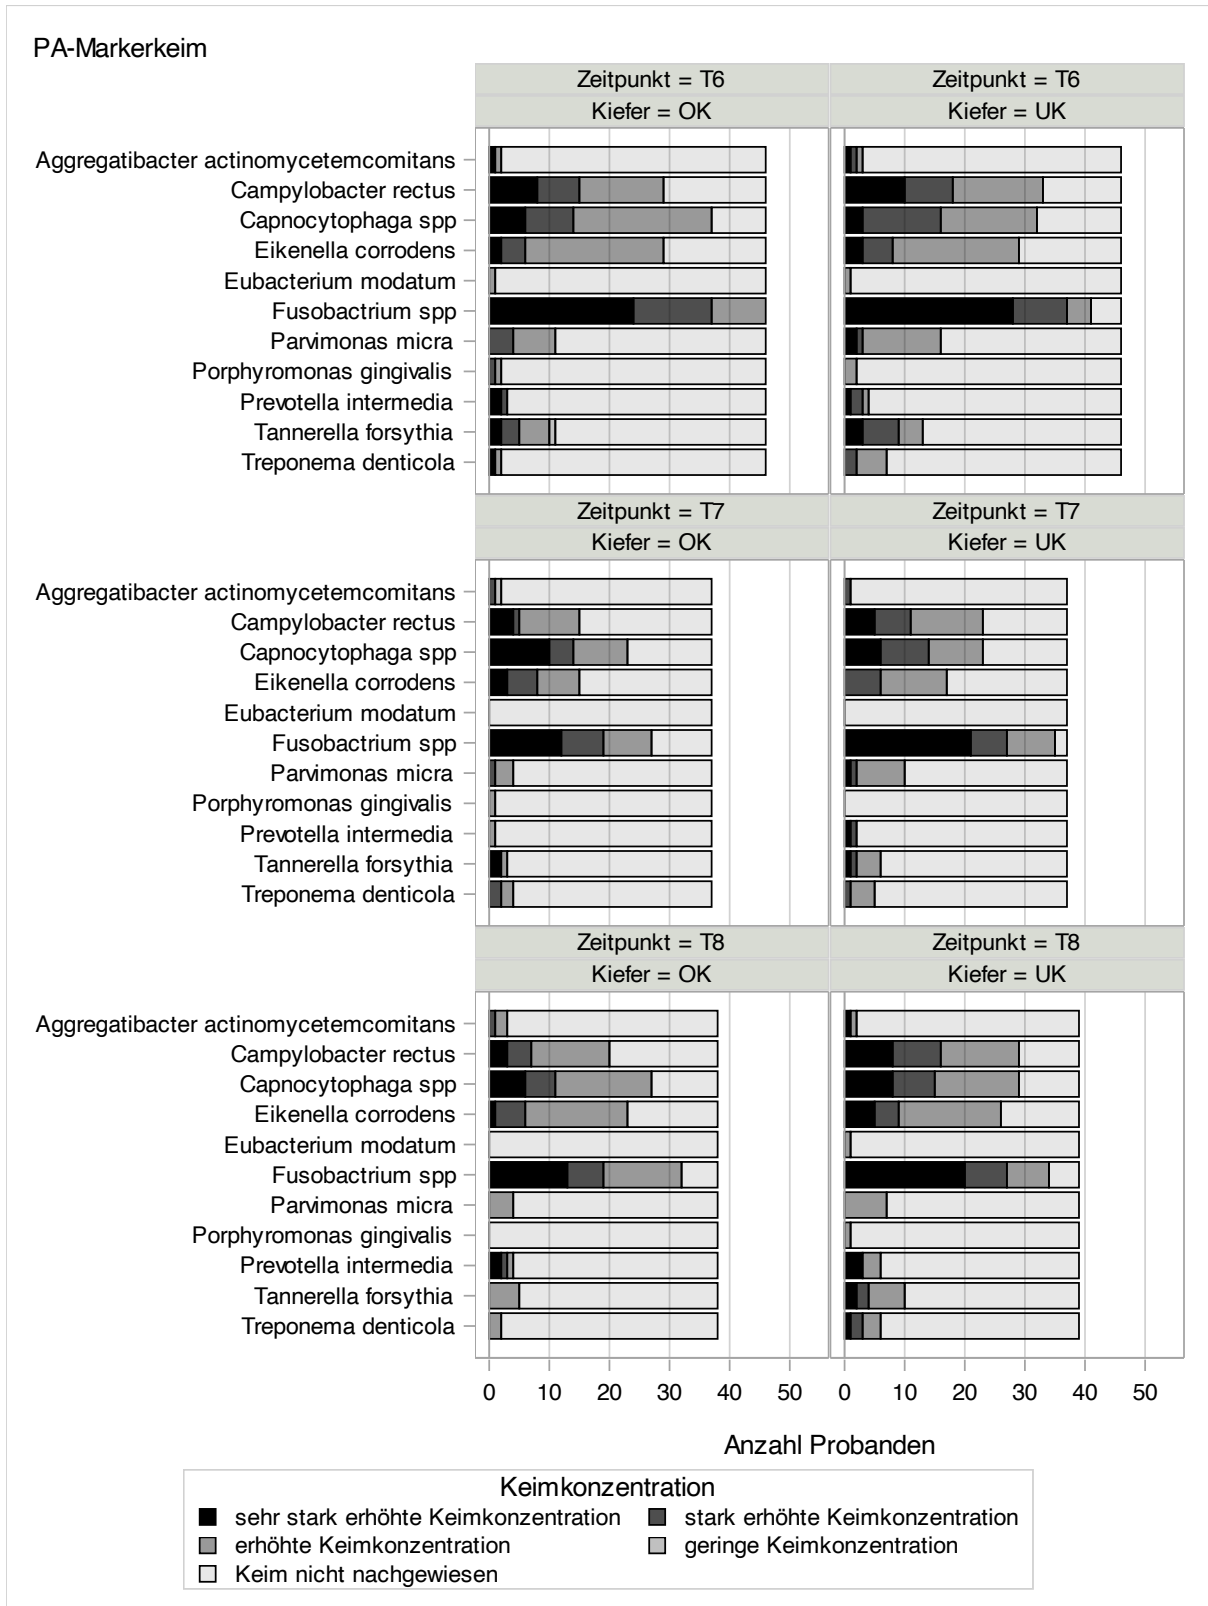 PA-Markerkeim
Zeitpunkt = T6 Zeitpunkt = T6
Kiefer = OK Kiefer = UK
Aggregatibacter actinomycetemcomitans
Campylobacter rectus
Capnocytophaga spp
Eikenella corrodens
Eubacterium modatum
Fusobactrium spp
Parvimonas micra
Porphyromonas gingivalis
Prevotella intermedia
Tannerella forsythia
Treponema denticola
Zeitpunkt = T7 Zeitpunkt = T7
Kiefer = OK Kiefer = UK
Aggregatibacter actinomycetemcomitans
Campylobacter rectus
Capnocytophaga spp
Eikenella corrodens
Eubacterium modatum
Fusobactrium spp
Parvimonas micra
Porphyromonas gingivalis
Prevotella intermedia
Tannerella forsythia
Treponema denticola
Zeitpunkt = T8 Zeitpunkt = T8
Kiefer = OK Kiefer = UK
Aggregatibacter actinomycetemcomitans
Campylobacter rectus
Capnocytophaga spp
Eikenella corrodens
Eubacterium modatum
Fusobactrium spp
Parvimonas micra
Porphyromonas gingivalis
Prevotella intermedia
Tannerella forsythia
Treponema denticola
0 10 20 30 40 50 0 10 20 30 40 50
Anzahl Probanden
Keimkonzentration
sehr stark erhöhte Keimkonzentration stark erhöhte Keimkonzentration
erhöhte Keimkonzentration geringe Keimkonzentration
Keim nicht nachgewiesen